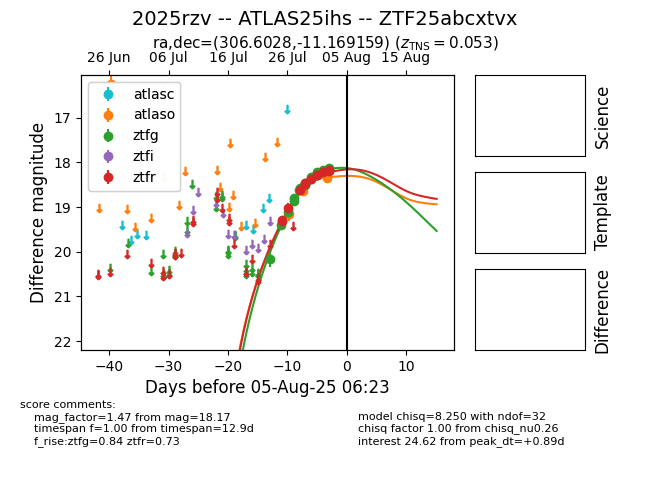 2025rzv -- ATLAS25ihs -- ZTF25abcxtvx
ra,dec=(306.6028,-11.169159) (z_TNS = 0.053)
26 Jun 06 Jul 16 Jul 26 Jul 05 Aug 15 Aug
atlasc
atlaso
ztfg
ztfi
ztfr
17
18
19
20
21
22
Difference magnitude
−40 −30 −20 −10 0 10
Days before 05-Aug-25 06:23
Science
Template
Difference
score comments:
mag_factor=1.47 from mag=18.17
timespan f=1.00 from timespan=12.9d
f_rise:ztfg=0.84 ztfr=0.73
model chisq=8.250 with ndof=32
chisq factor 1.00 from chisq_nu0.26
interest 24.62 from peak_dt=+0.89d